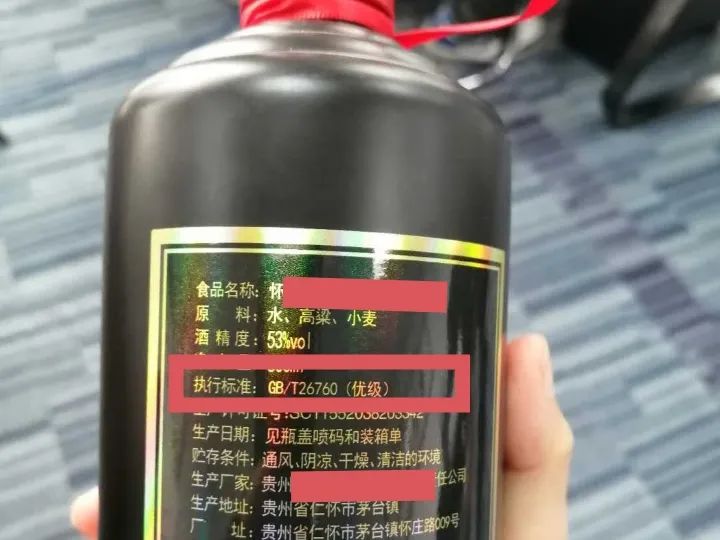 食品名称：怀
原　料：水、高粱、小麦
酒精度：53%vol
执行标准：GB/T26760（优级）
生产日期：见瓶盖喷码和装箱单
贮存条件：通风、阴凉、干燥、清洁的环境
生产厂家：贵州 任公司
生产地址：贵州省仁怀市茅台镇
厂　址：贵州省仁怀市茅台镇怀庄路009号